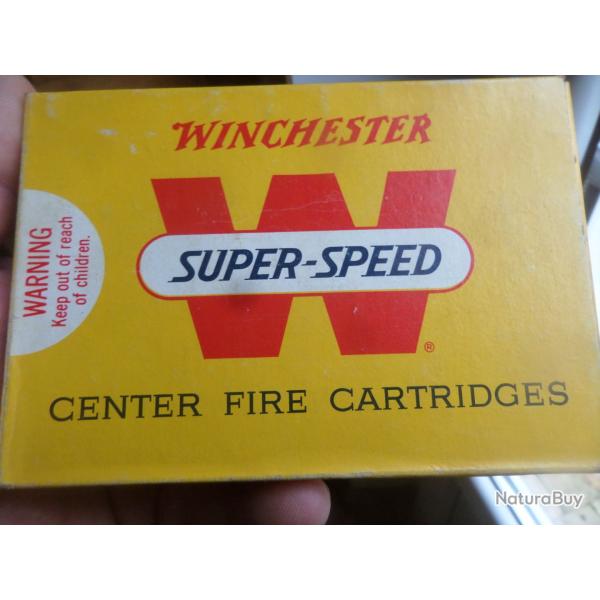 WINCHESTER
W
SUPER-SPEED
®
CENTER FIRE CARTRIDGES
WARNING
Keep out of reach
of children.
NaturaBuy